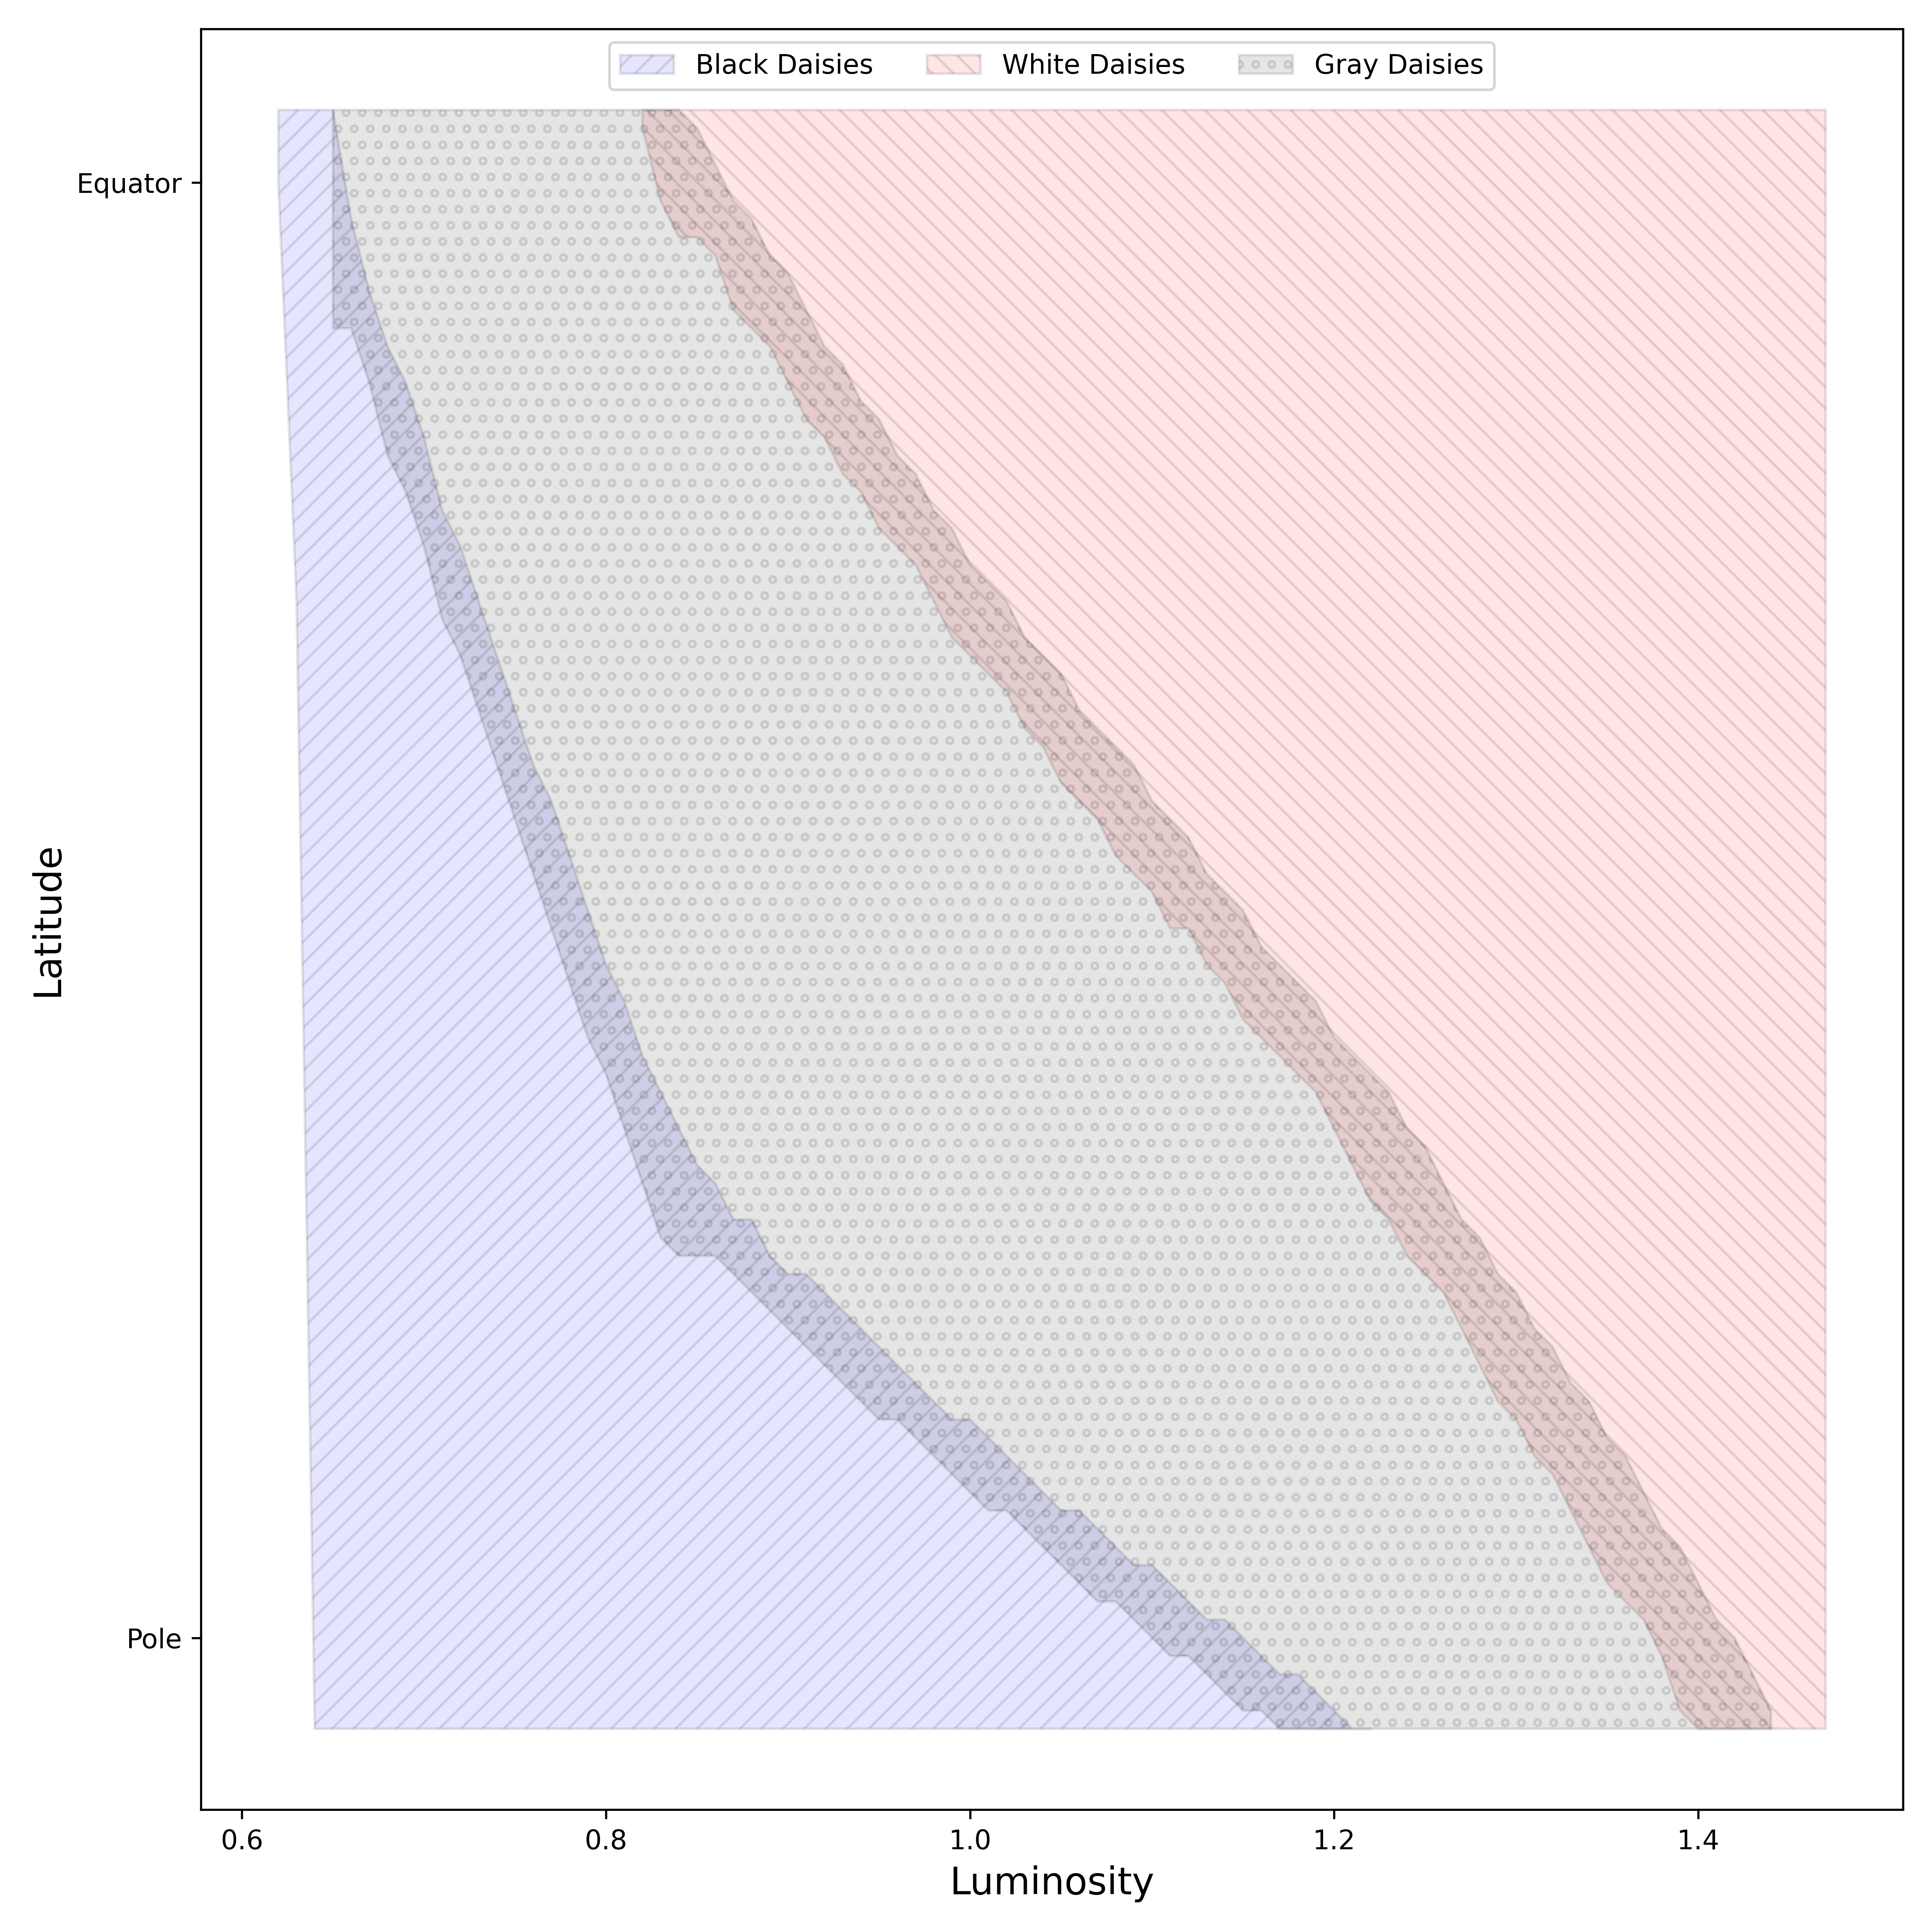 Black Daisies White Daisies Gray Daisies
Equator
Latitude
Pole
0.6 0.8 1.0 1.2 1.4
Luminosity